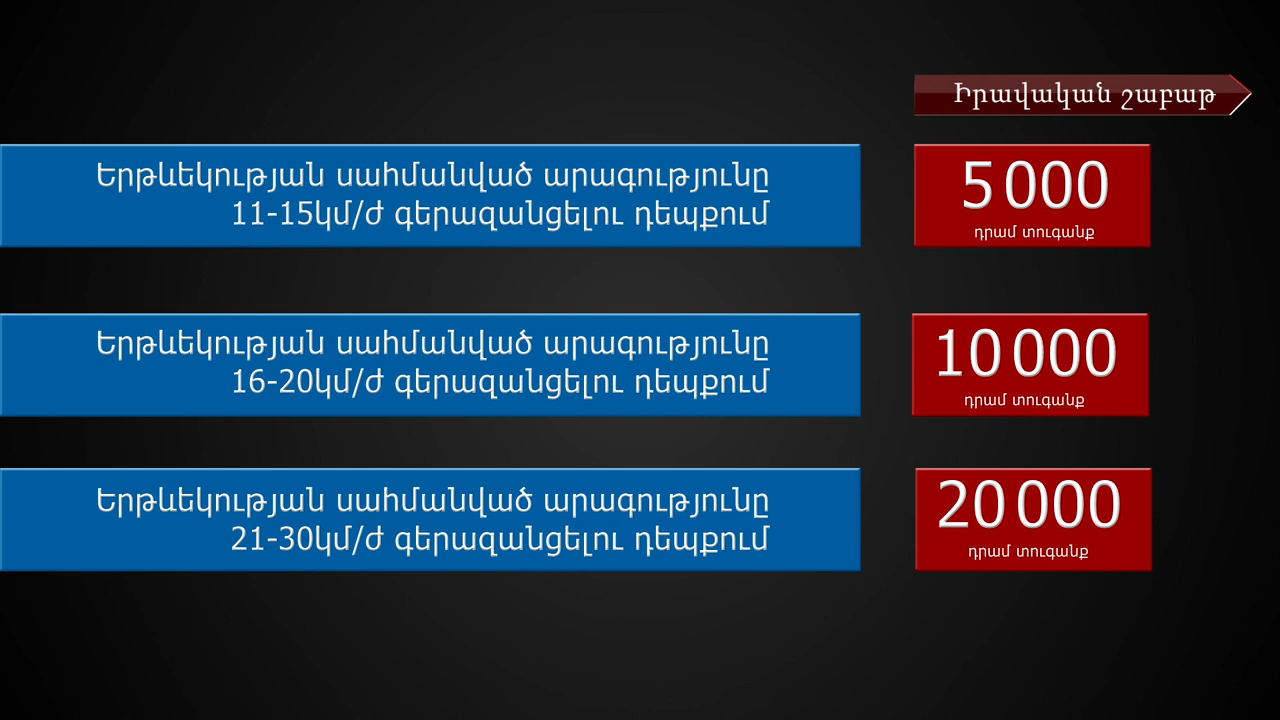 Իրավական շաբաթ
Երթևեկության սահմանված արագությունը
11-15կմ/ժ գերազանցելու դեպքում
5 000
դրամ տուգանք
Երթևեկության սահմանված արագությունը
16-20կմ/ժ գերազանցելու դեպքում
10 000
դրամ տուգանք
Երթևեկության սահմանված արագությունը
21-30կմ/ժ գերազանցելու դեպքում
20 000
դրամ տուգանք